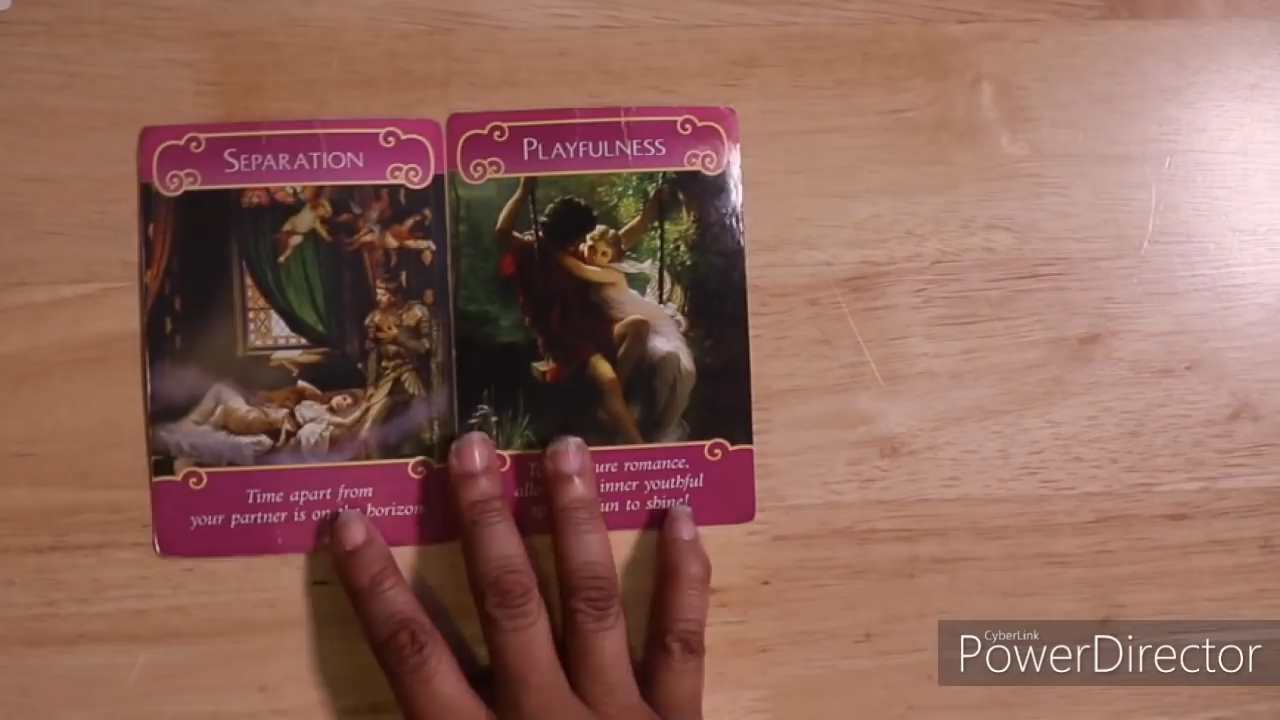 SEPARATION
Time apart from
your partner is on the horizon
PLAYFULNESS
ure romance.
inner youthful
un to shine!
CyberLink
PowerDirector